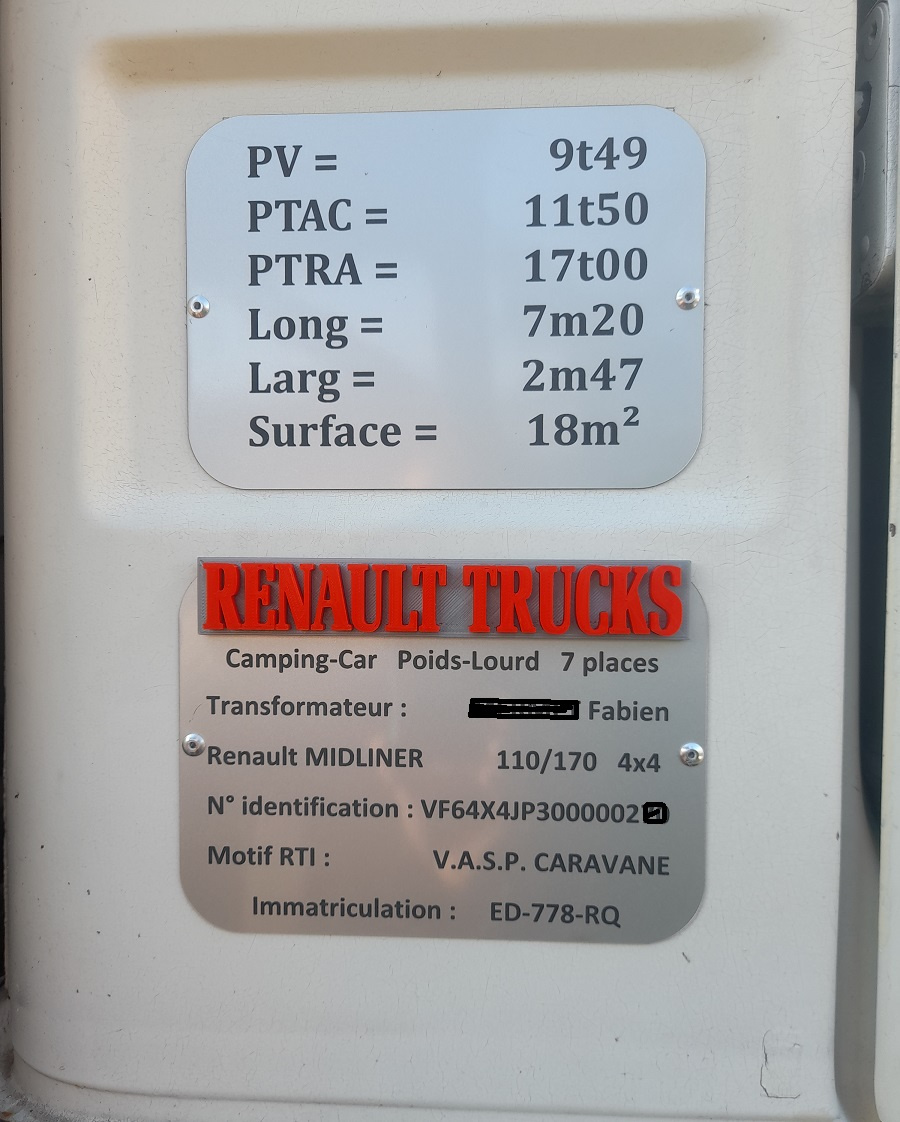 PV = 9t49
PTAC = 11t50
PTRA = 17t00
Long = 7m20
Larg = 2m47
Surface = 18m²
RENAULT TRUCKS
Camping-Car Poids-Lourd 7 places
Transformateur : Fabien
Renault MIDLINER 110/170 4x4
N° identification : VF64X4JP3000002
Motif RTI : V.A.S.P. CARAVANE
Immatriculation : ED-778-RQ